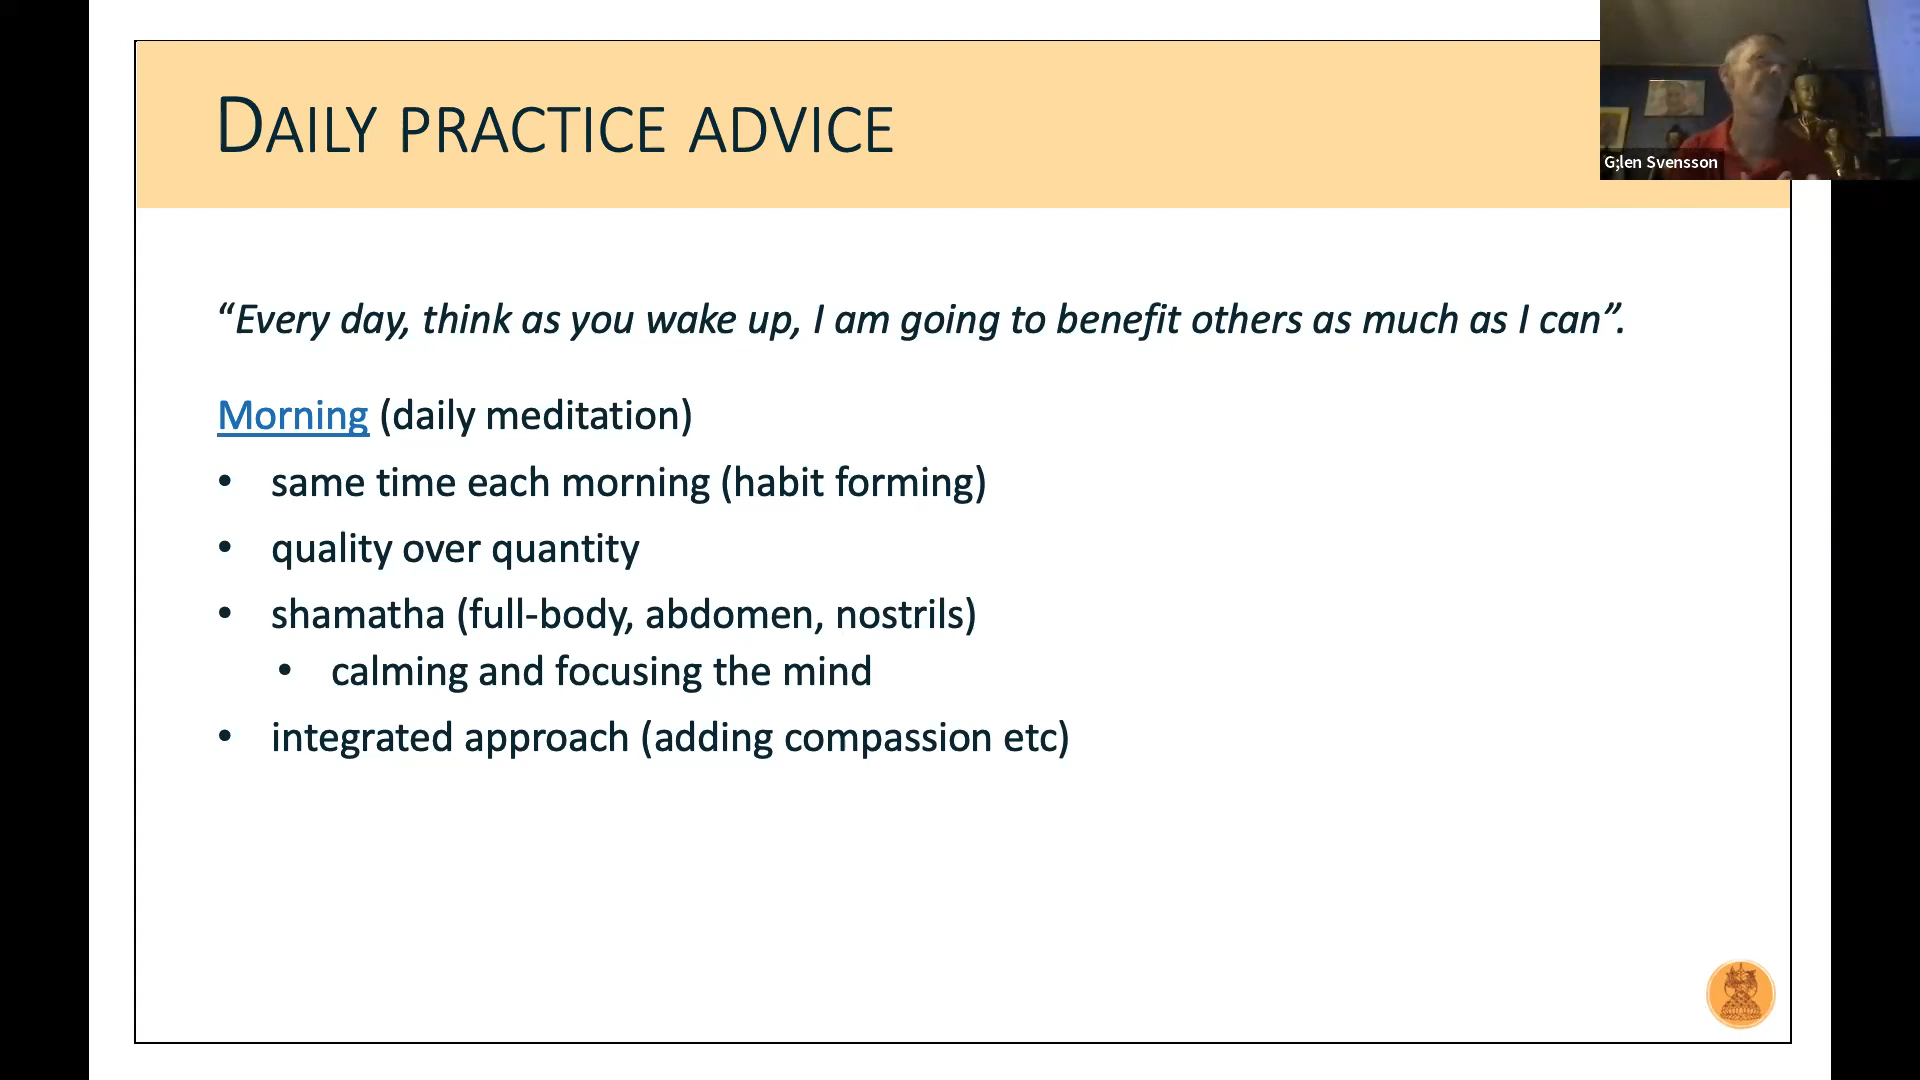 DAILY PRACTICE ADVICE
G;len Svensson
“Every day, think as you wake up, I am going to benefit others as much as I can”.
Morning (daily meditation)
• same time each morning (habit forming)
• quality over quantity
• shamatha (full-body, abdomen, nostrils)
• calming and focusing the mind
• integrated approach (adding compassion etc)